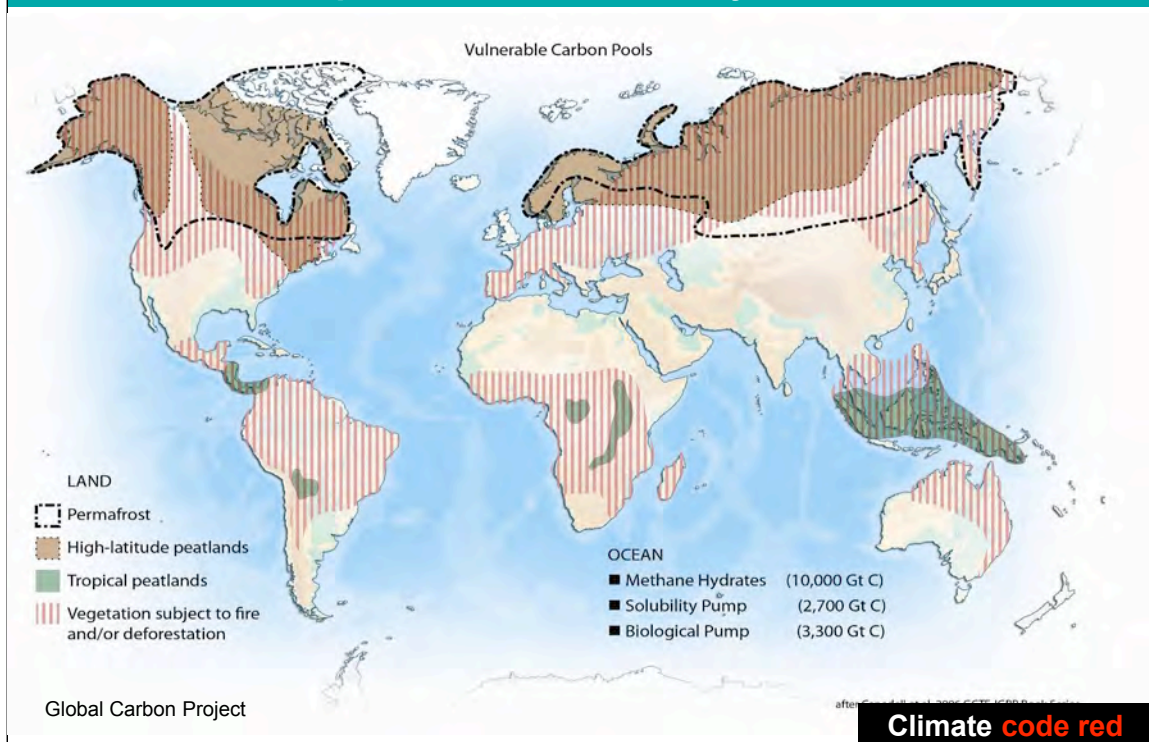 Vulnerable Carbon Pools
LAND
Permafrost
High-latitude peatlands
Tropical peatlands
Vegetation subject to fire
and/or deforestation
OCEAN
■ Methane Hydrates (10,000 Gt C)
■ Solubility Pump (2,700 Gt C)
■ Biological Pump (3,300 Gt C)
Global Carbon Project
after
Climate code red